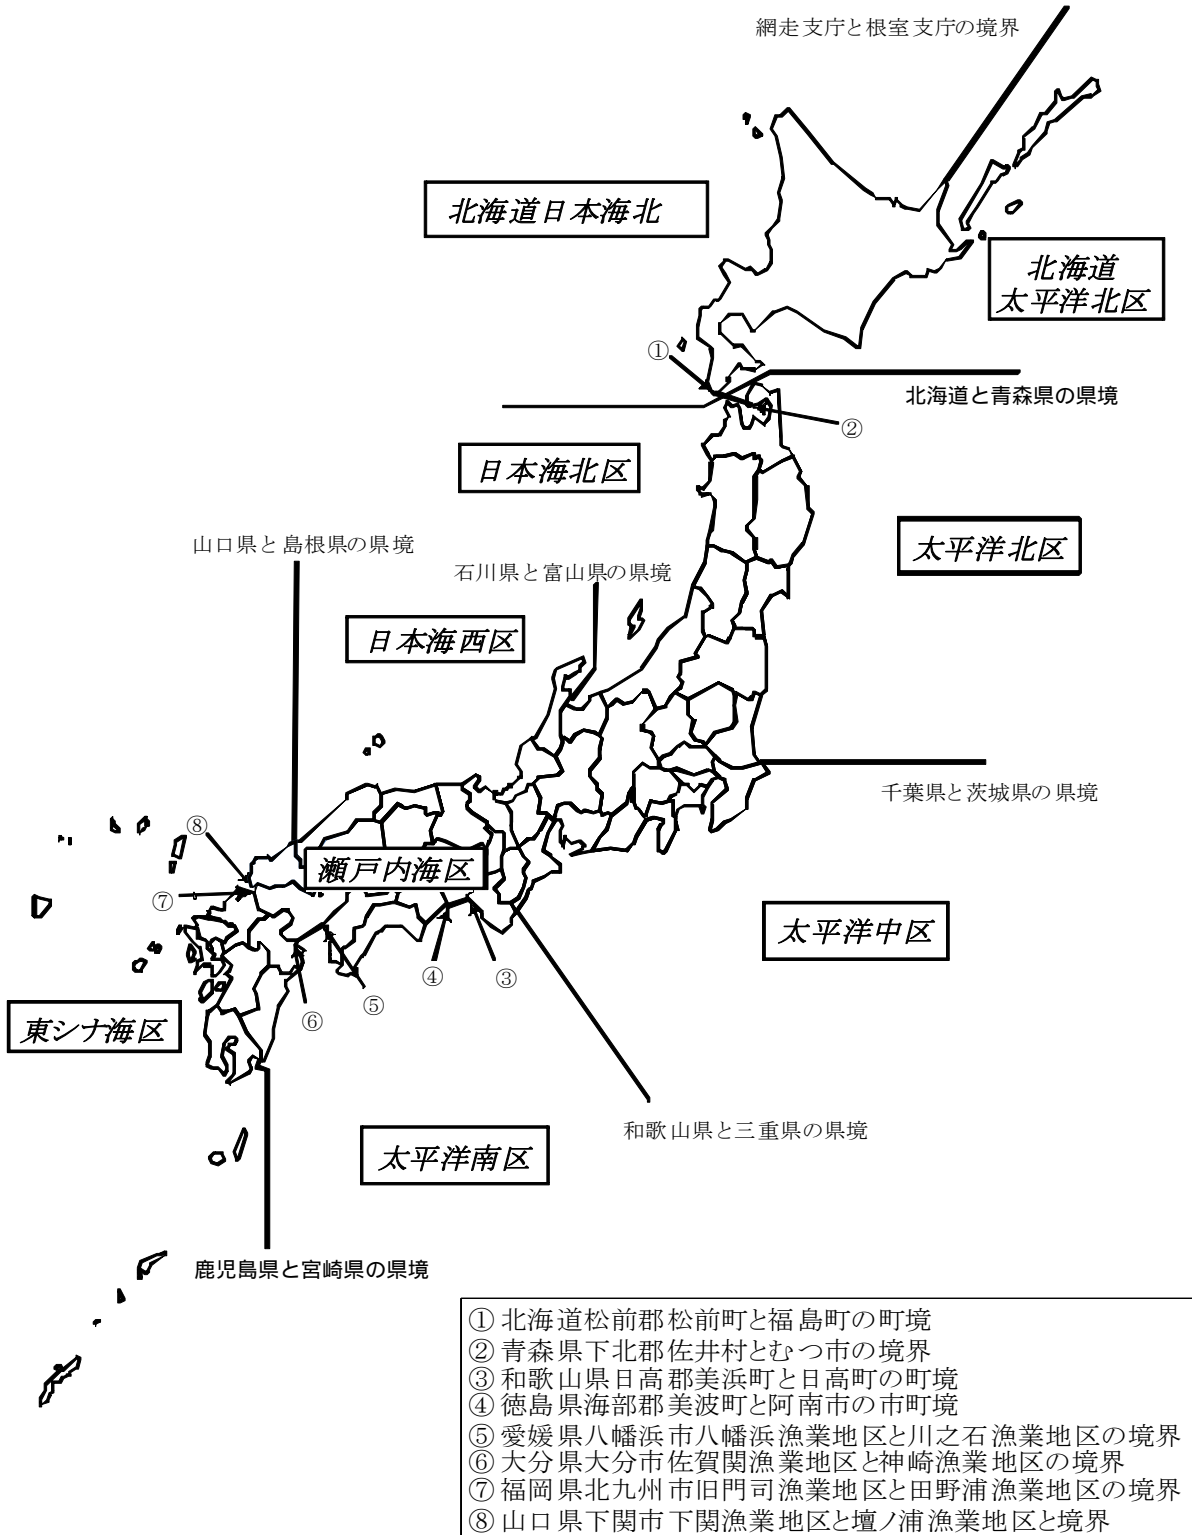 網走支庁と根室支庁の境界
北海道日本海北
北海道
太平洋北区
①
北海道と青森県の県境
②
日本海北区
山口県と島根県の県境
太平洋北区
石川県と富山県の県境
日本海西区
千葉県と茨城県の県境
⑧
瀬戸内海区
⑦
太平洋中区
④
③
⑤
⑥
東シナ海区
和歌山県と三重県の県境
太平洋南区
鹿児島県と宮崎県の県境
①北海道松前郡松前町と福島町の町境
②青森県下北郡佐井村とむつ市の境界
③和歌山県日高郡美浜町と日高町の町境
④徳島県海部郡美波町と阿南市の市町境
⑤愛媛県八幡浜市八幡浜漁業地区と川之石漁業地区の境界
⑥大分県大分市佐賀関漁業地区と神崎漁業地区の境界
⑦福岡県北九州市旧門司漁業地区と田野浦漁業地区の境界
⑧山口県下関市下関漁業地区と壇ノ浦漁業地区と境界